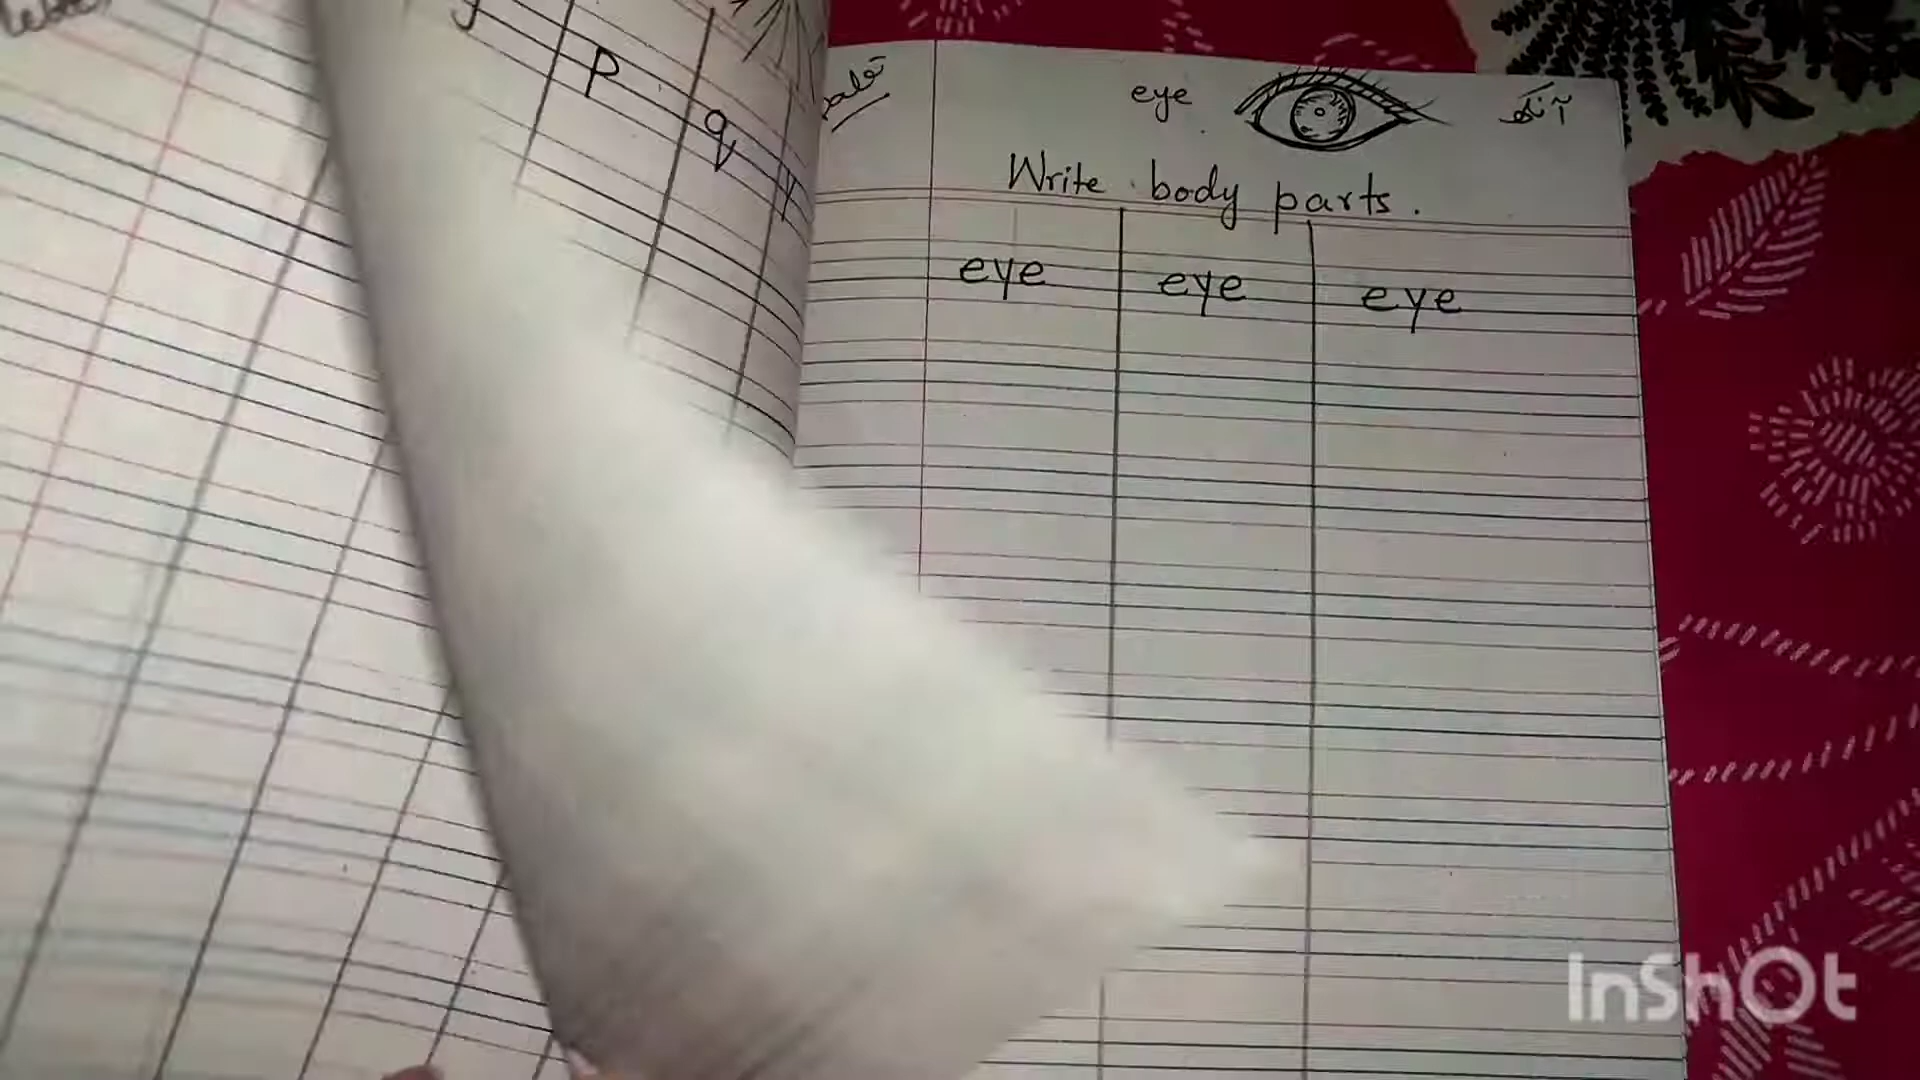 P
q
eye آنکھ
Write body parts.
eye eye eye
InShOt